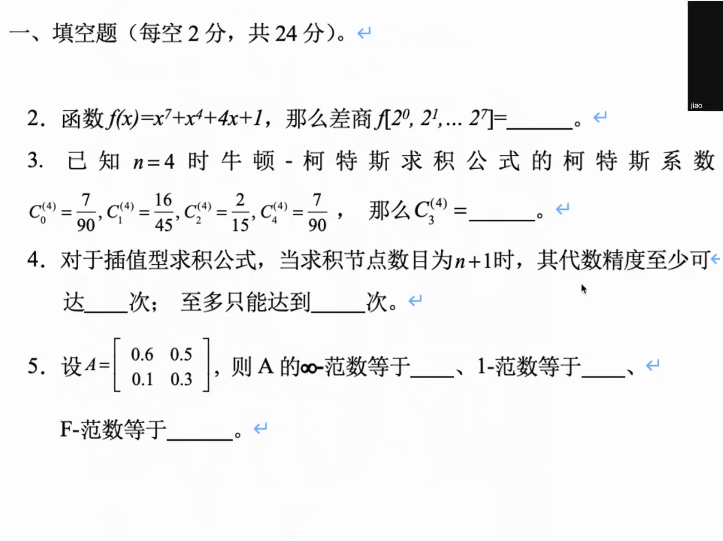 一、填空题（每空 2 分，共 24 分）。
jiao
2．函数 f(x)=x⁷+x⁴+4x+1，那么差商 f[2⁰, 2¹,... 2⁷]=______。
3. 已知 n=4 时牛顿-柯特斯求积公式的柯特斯系数
C₀⁽⁴⁾ = 7/90, C₁⁽⁴⁾ = 16/45, C₂⁽⁴⁾ = 2/15, C₄⁽⁴⁾ = 7/90 ， 那么 C₃⁽⁴⁾ =______。
4．对于插值型求积公式，当求积节点数目为 n+1时，其代数精度至少可
达____次； 至多只能达到_____次。
5．设 A= [0.6 0.5; 0.1 0.3]，则 A 的∞-范数等于____、1-范数等于____、
F-范数等于______。